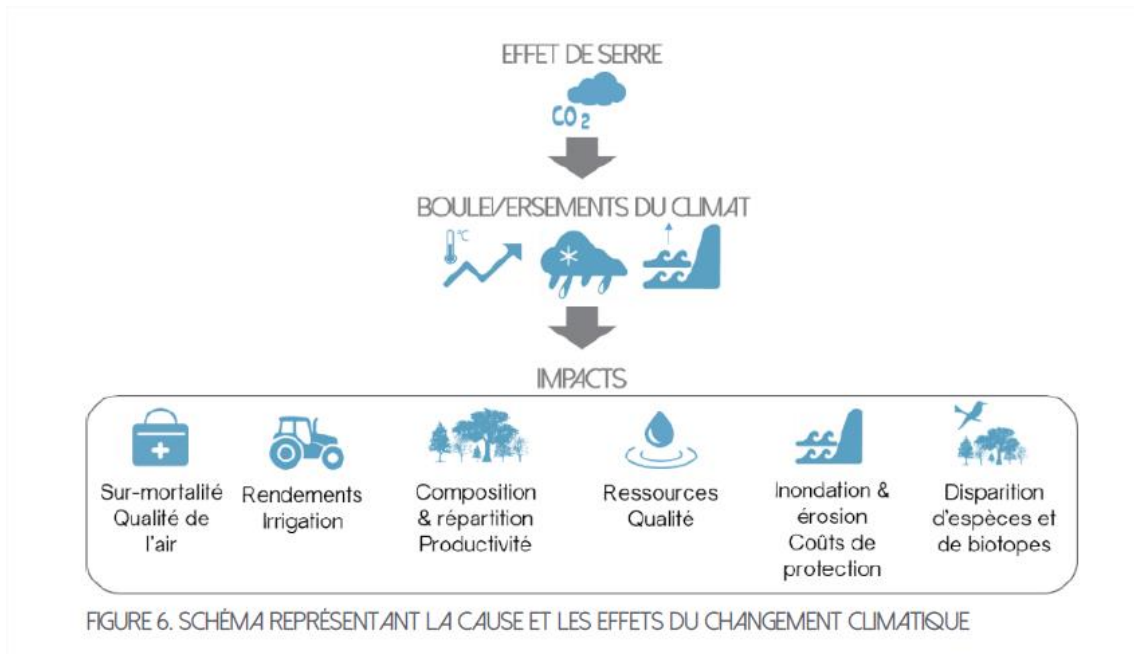 EFFET DE SERRE
CO2
BOULEVERSEMENTS DU CLIMAT
°C
IMPACTS
Sur-mortalité
Qualité de
l'air
Rendements
Irrigation
Composition
& répartition
Productivité
Ressources
Qualité
Inondation &
érosion
Coûts de
protection
Disparition
d'espèces et
de biotopes
FIGURE 6. SCHÉMA REPRÉSENTANT LA CAUSE ET LES EFFETS DU CHANGEMENT CLIMATIQUE